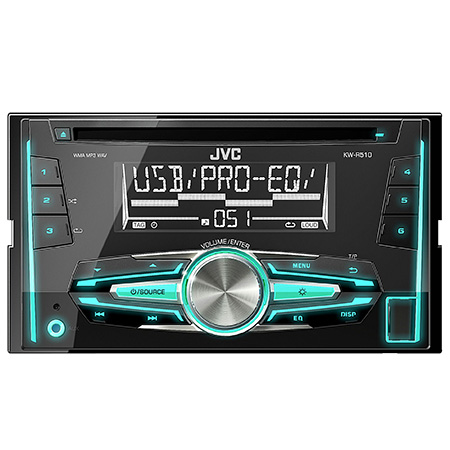 JVC
WMA MP3 WAV
KW-R510
USB/PRO-EQ/
TAG 051 LOUD
1 4
2 5
3 6
VOLUME/ENTER
T/P
MENU
/SOURCE
EQ DISP